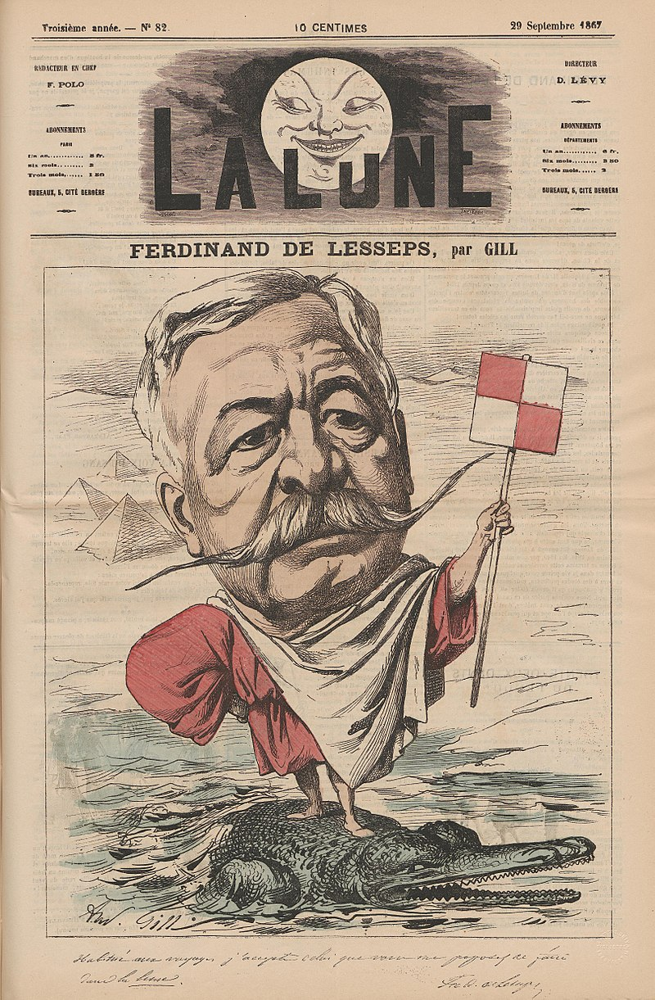 Troisième année. — N° 82.
10 CENTIMES
29 Septembre 1867
RÉDACTEUR EN CHEF
F. POLO
ABONNEMENTS
PARIS
Un an............ 5 fr.
Six mois........ 3
Trois mois...... 1 50
BUREAUX, 5, CITÉ BERGÈRE
LA LUNE
DIRECTEUR
D. LÉVY
ABONNEMENTS
DÉPARTEMENTS
Un an............ 6 fr.
Six mois......... 3 50
Trois mois...... 2
BUREAUX, 5, CITÉ BERGÈRE
FERDINAND DE LESSEPS, par GILL
And. Gill.
Habitué aux voyages j'accepte celui que vous me proposez de faire
dans la lune.
Ferd. de Lesseps